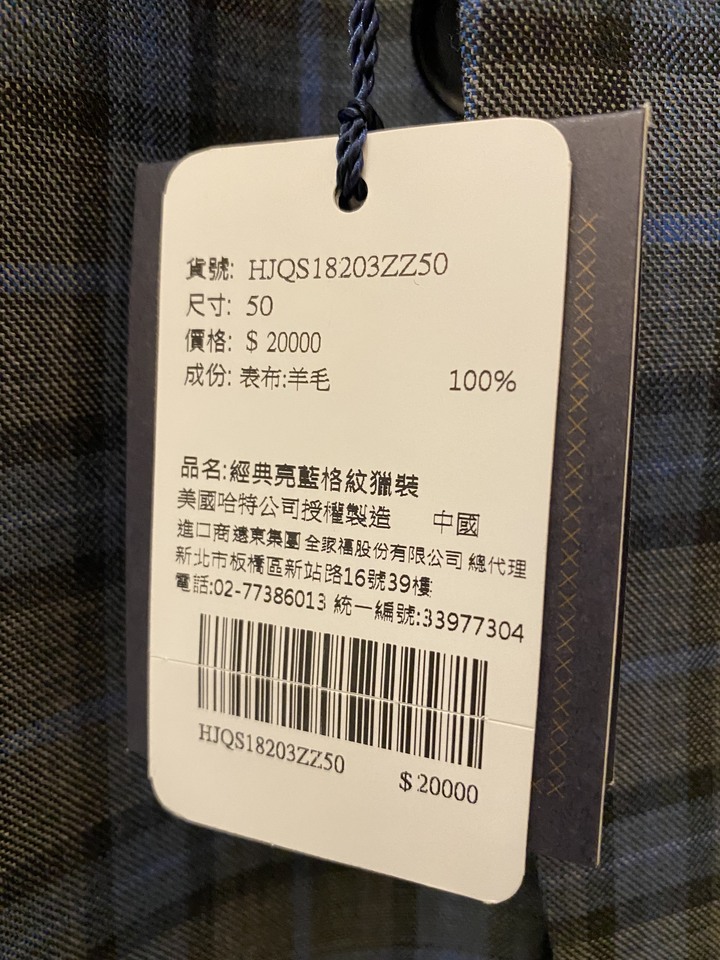 貨號: HJQS18203ZZ50
尺寸: 50
價格: $ 20000
成份: 表布:羊毛 100%
品名:經典亮藍格紋獵裝
美國哈特公司授權製造 中國
進口商遠東集團 全家福股份有限公司 總代理
新北市板橋區新站路16號39樓
電話:02-77386013 統一編號:33977304
HJQS18203ZZ50
$ 20000